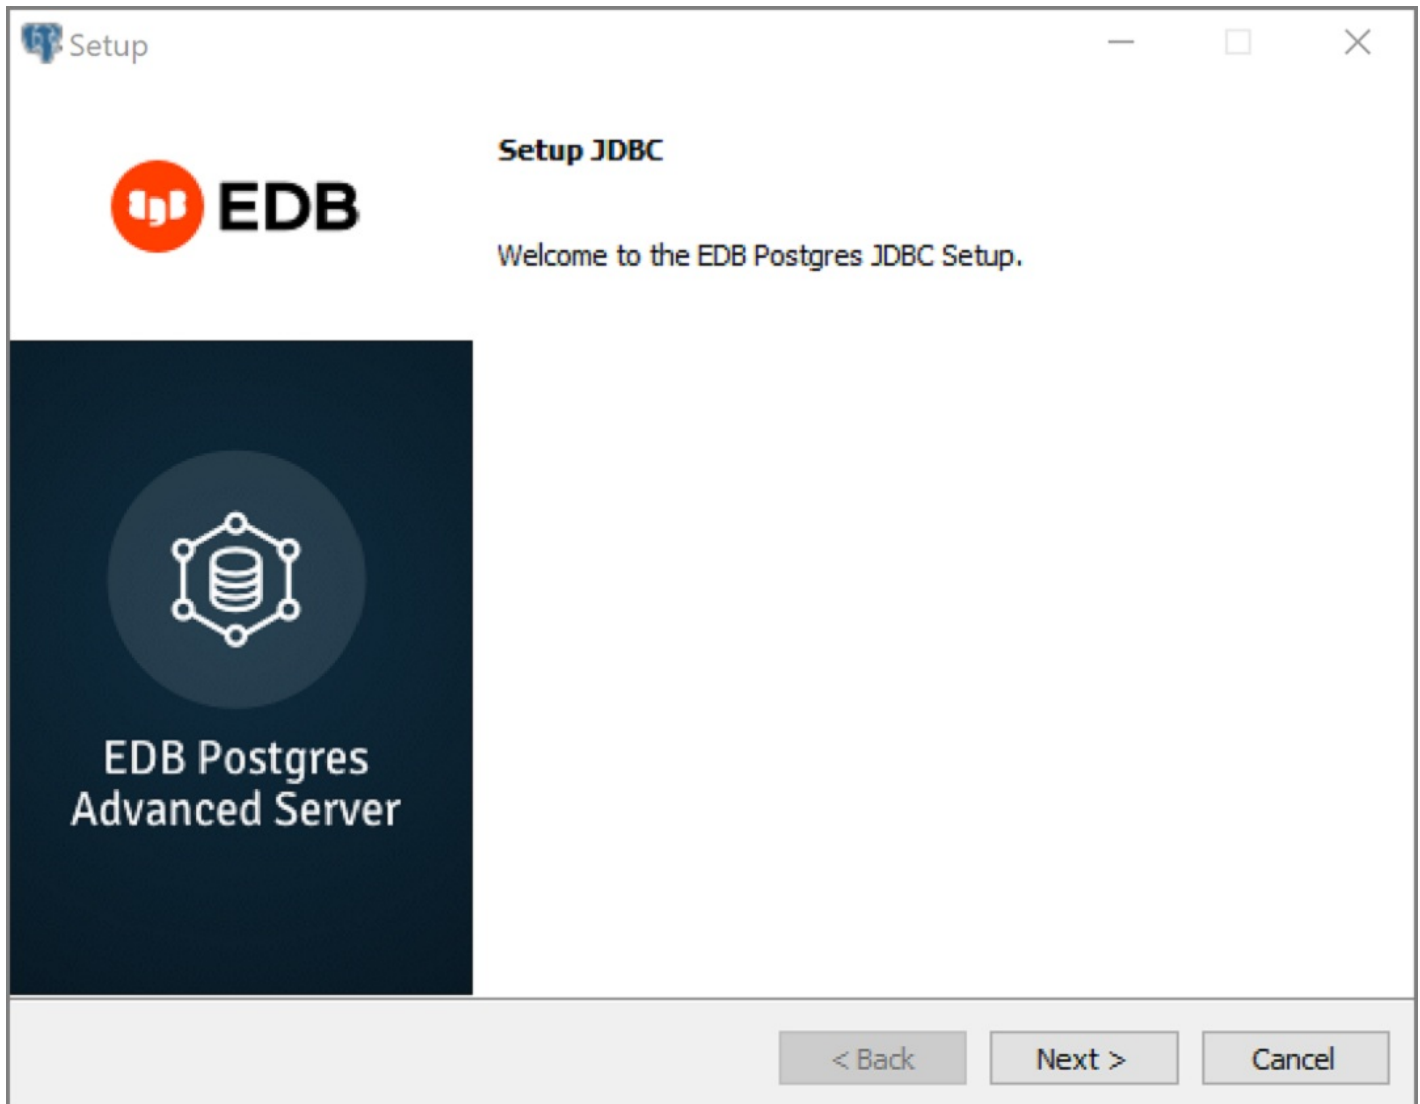 Setup
EDB
Setup JDBC
Welcome to the EDB Postgres JDBC Setup.
EDB Postgres
Advanced Server
< Back
Next >
Cancel